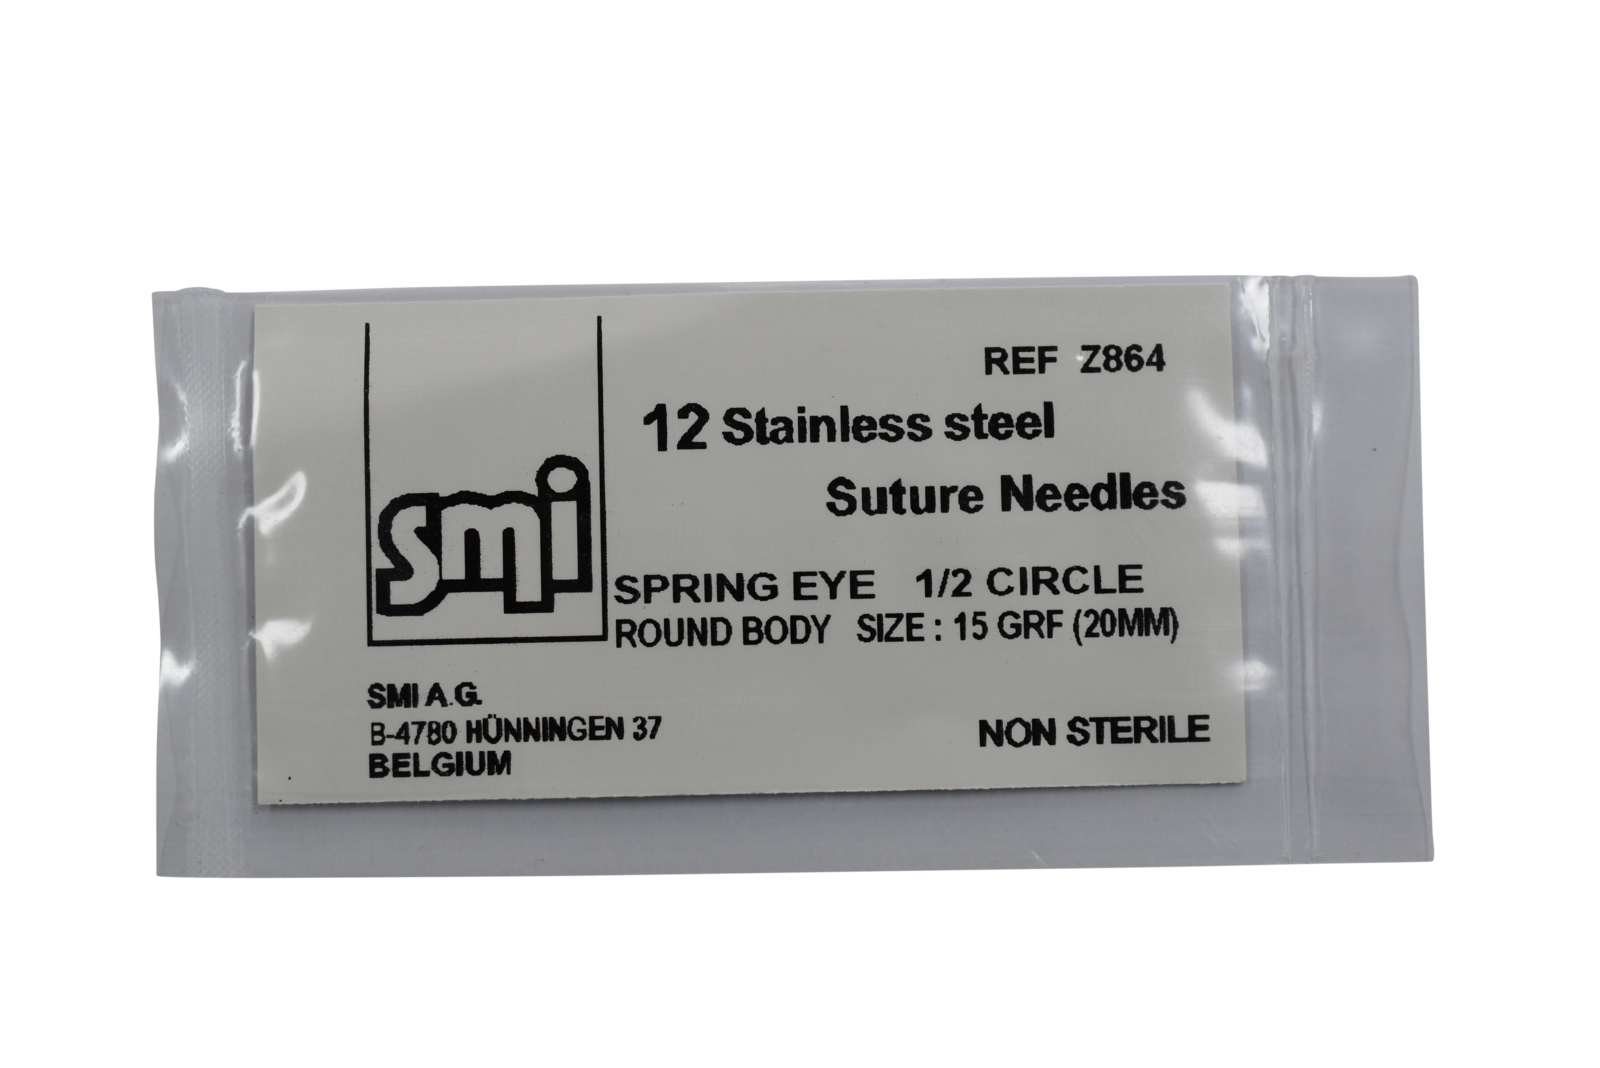 REF Z864
12 Stainless steel
Suture Needles
smi
SPRING EYE 1/2 CIRCLE
ROUND BODY SIZE : 15 GRF (20MM)
SMI A.G.
B-4780 HÜNNINGEN 37
BELGIUM
NON STERILE